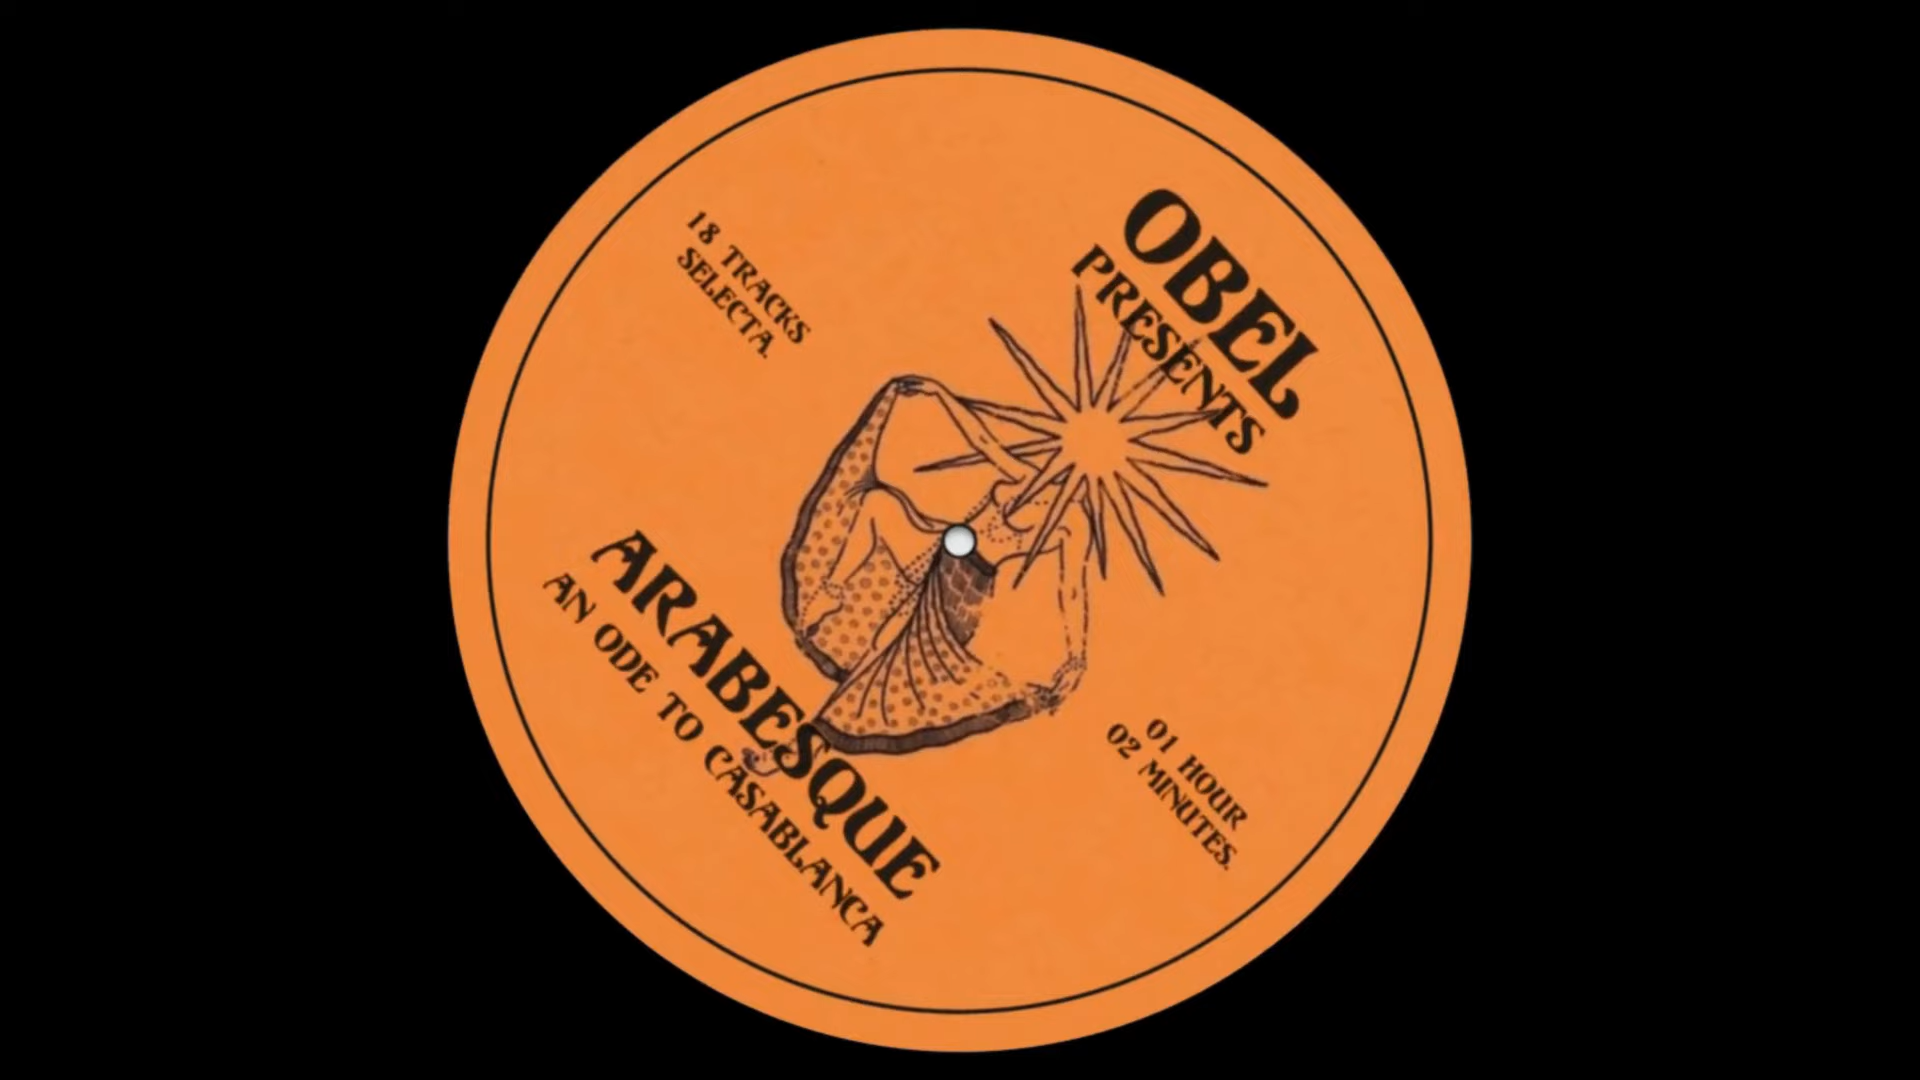 OBEL
PRESENTS
18 TRACKS
SELECTA.
01 HOUR
02 MINUTES.
ARABESQUE
AN ODE TO CASABLANCA